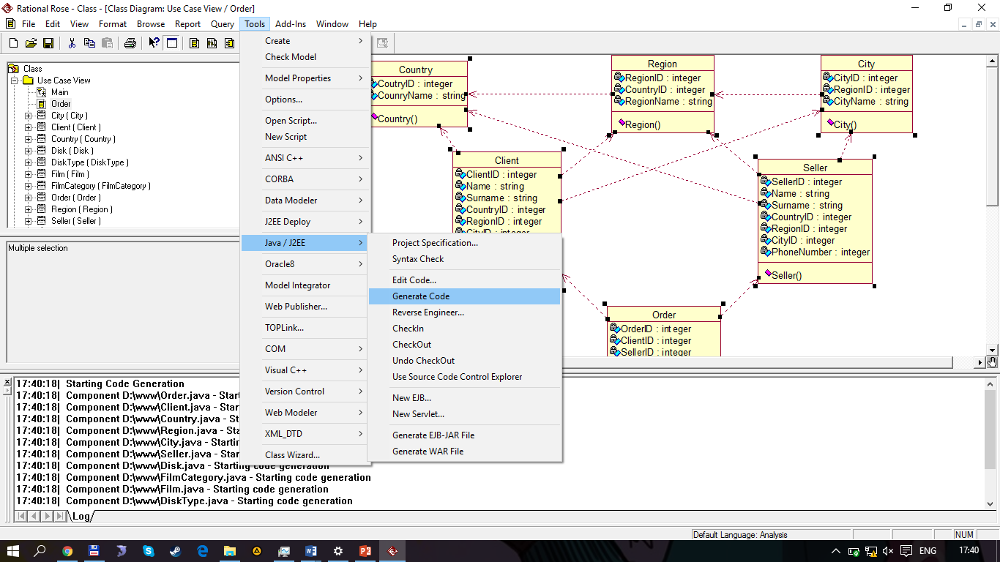 Rational Rose - Class - [Class Diagram: Use Case View / Order]
File Edit View Format Browse Report Query Tools Add-Ins Window Help
Class
Use Case View
Main
Order
City ( City )
Client ( Client )
Country ( Country )
Disk ( Disk )
DiskType ( DiskType )
Film ( Film )
FilmCategory ( FilmCategory )
Order ( Order )
Region ( Region )
Seller ( Seller )
Multiple selection
Create
Check Model
Model Properties
Options...
Open Script...
New Script
ANSI C++
CORBA
Data Modeler
J2EE Deploy
Java / J2EE
Oracle8
Model Integrator
Web Publisher...
TOPLink...
COM
Visual C++
Version Control
Web Modeler
XML_DTD
Class Wizard...
Project Specification...
Syntax Check
Edit Code...
Generate Code
Reverse Engineer...
CheckIn
CheckOut
Undo CheckOut
Use Source Code Control Explorer
New EJB...
New Servlet...
Generate EJB-JAR File
Generate WAR File
Country
CoutryID : integer
CounryName : string
Country()
Region
RegionID : integer
CountryID : integer
RegionName : string
Region()
City
CityID : integer
RegionID : integer
CityName : string
City()
Client
ClientID : integer
Name : string
Surname : string
CountryID : integer
RegionID : integer
CityID : integer
Seller
SellerID : integer
Name : string
Surname : string
CountryID : integer
RegionID : integer
CityID : integer
PhoneNumber : integer
Seller()
Order
OrderID : integer
ClientID : integer
SellerID : integer
17:40:18| Starting Code Generation
17:40:18| Component D:\www\Order.java - Star
17:40:18| Component D:\www\Client.java - Star
17:40:18| Component D:\www\Country.java - St
17:40:18| Component D:\www\Region.java - Sta
17:40:18| Component D:\www\City.java - Startin
17:40:18| Component D:\www\Seller.java - Star
17:40:18| Component D:\www\Disk.java - Starting code generation
17:40:18| Component D:\www\FilmCategory.java - Starting code generation
17:40:18| Component D:\www\Film.java - Starting code generation
17:40:18| Component D:\www\DiskType.java - Starting code generation
Log
Default Language: Analysis
NUM
ENG
17:40